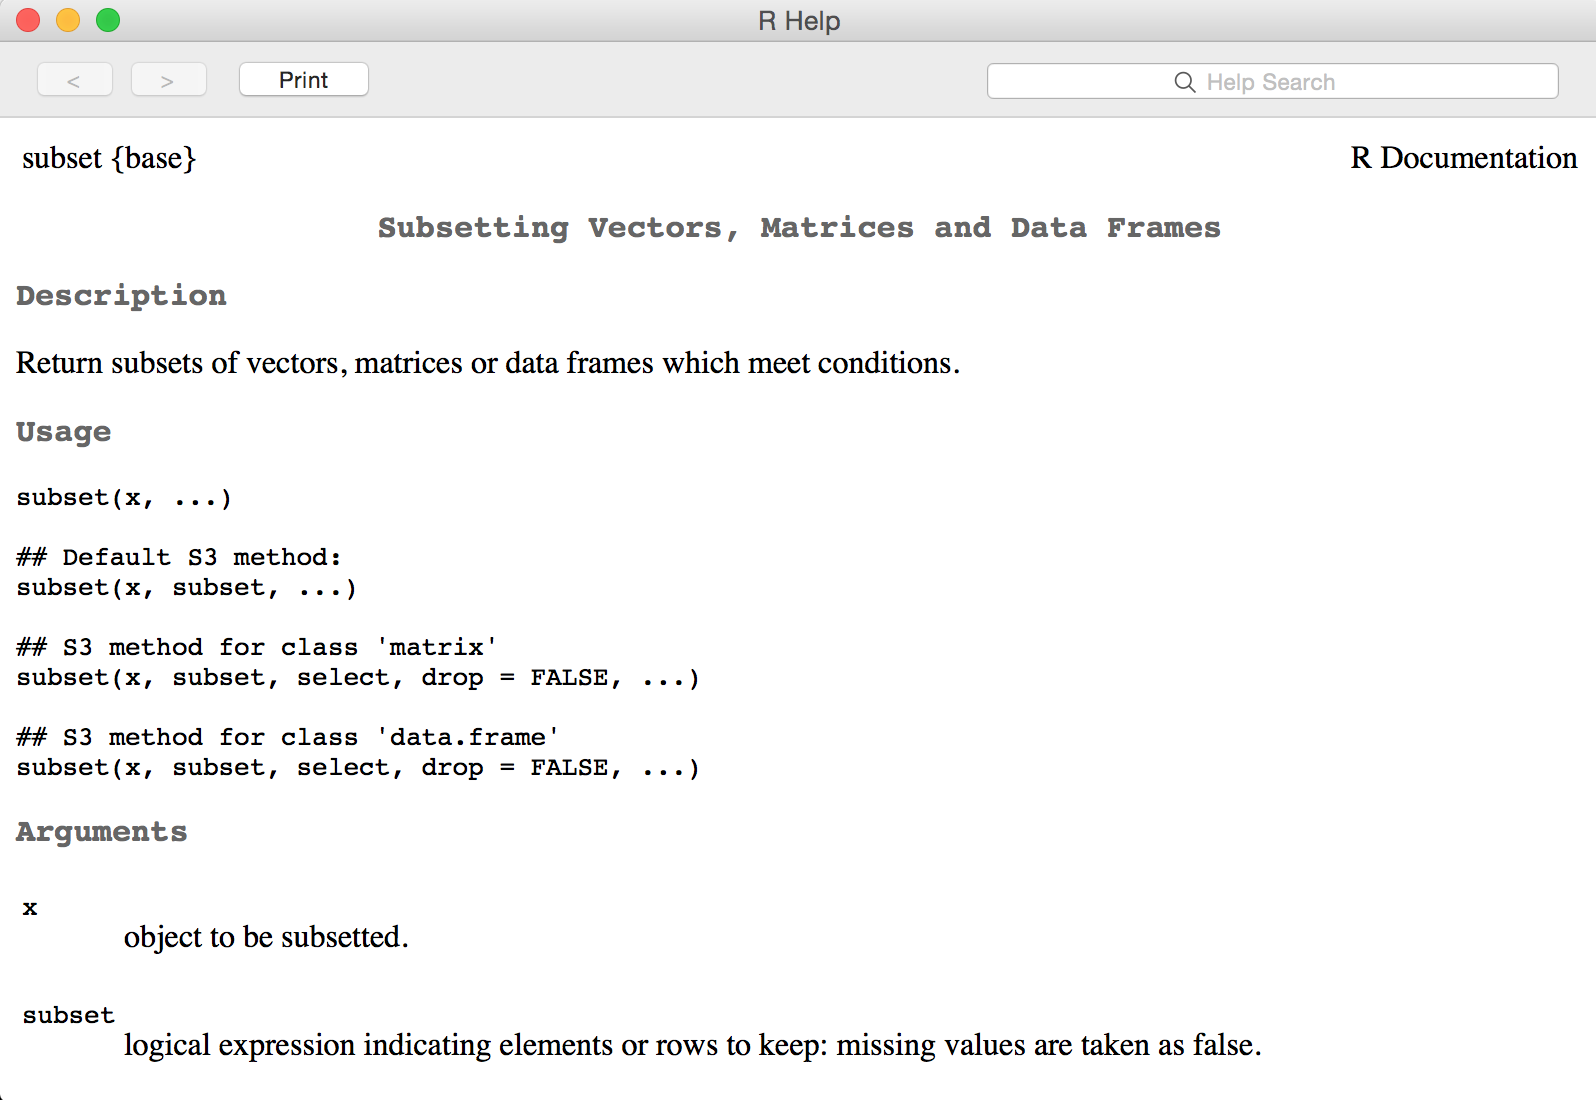 R Help
<
>
Print
Help Search
subset {base}
R Documentation
Subsetting Vectors, Matrices and Data Frames
Description
Return subsets of vectors, matrices or data frames which meet conditions.
Usage
subset(x, ...)
## Default S3 method:
subset(x, subset, ...)
## S3 method for class 'matrix'
subset(x, subset, select, drop = FALSE, ...)
## S3 method for class 'data.frame'
subset(x, subset, select, drop = FALSE, ...)
Arguments
x
object to be subsetted.
subset
logical expression indicating elements or rows to keep: missing values are taken as false.